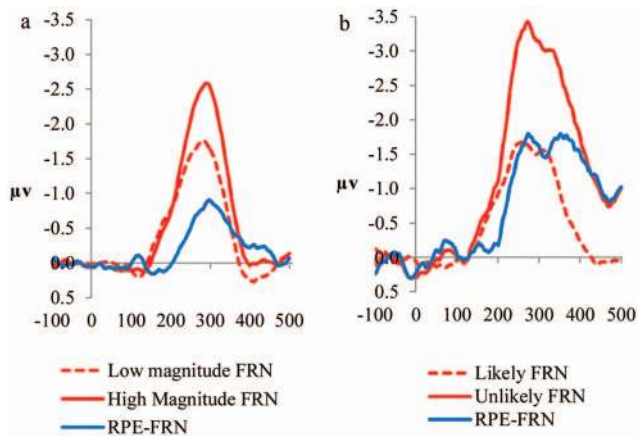 a
-3.5
-3.0
-2.5
-2.0
-1.5
µv
-1.0
-0.5
0.0
0.5
-100 0 100 200 300 400 500
Low magnitude FRN
High Magnitude FRN
RPE-FRN
b
-3.5
-3.0
-2.5
-2.0
-1.5
µv
-1.0
-0.5
0.0
0.5
-100 0 100 200 300 400 500
Likely FRN
Unlikely FRN
RPE-FRN